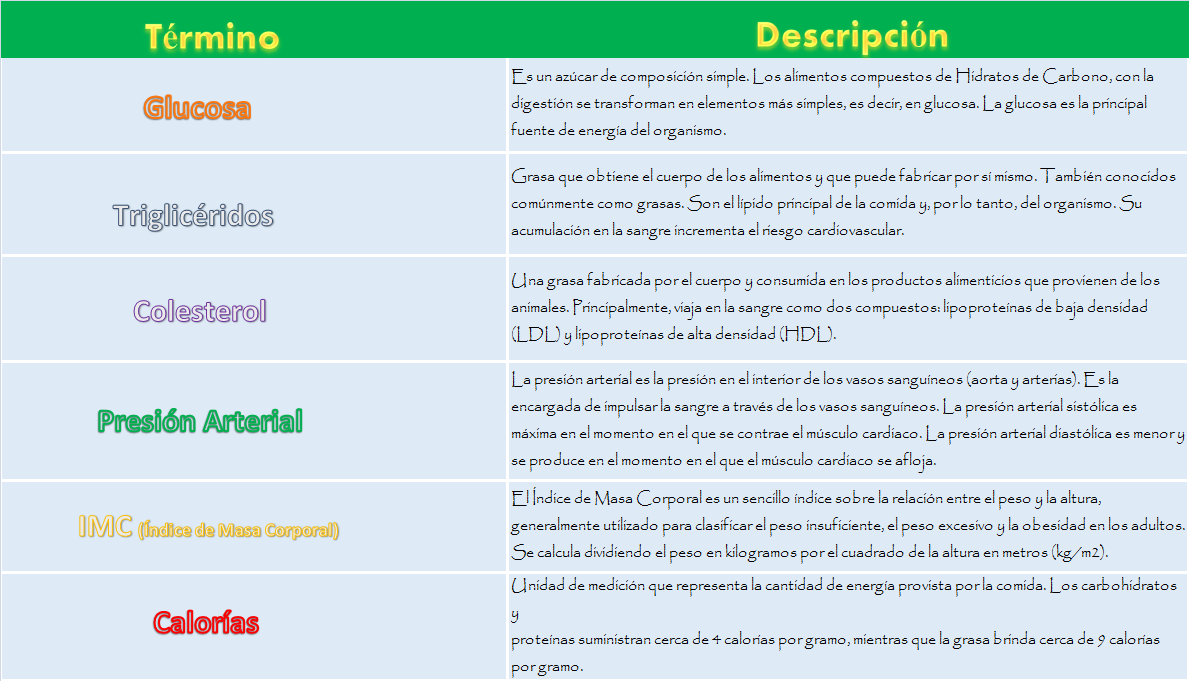 Término
Descripción
Glucosa
Es un azúcar de composición simple. Los alimentos compuestos de Hidratos de Carbono, con la
digestión se transforman en elementos más simples, es decir, en glucosa. La glucosa es la principal
fuente de energía del organismo.
Triglicéridos
Grasa que obtiene el cuerpo de los alimentos y que puede fabricar por sí mismo. También conocidos
comúnmente como grasas. Son el lípido principal de la comida y, por lo tanto, del organismo. Su
acumulación en la sangre incrementa el riesgo cardiovascular.
Colesterol
Una grasa fabricada por el cuerpo y consumida en los productos alimenticios que provienen de los
animales. Principalmente, viaja en la sangre como dos compuestos: lipoproteínas de baja densidad
(LDL) y lipoproteínas de alta densidad (HDL).
Presión Arterial
La presión arterial es la presión en el interior de los vasos sanguíneos (aorta y arterias). Es la
encargada de impulsar la sangre a través de los vasos sanguíneos. La presión arterial sistólica es
máxima en el momento en el que se contrae el músculo cardíaco. La presión arterial diastólica es menor y
se produce en el momento en el que el músculo cardíaco se afloja.
IMC (Índice de Masa Corporal)
El Índice de Masa Corporal es un sencillo índice sobre la relación entre el peso y la altura,
generalmente utilizado para clasificar el peso insuficiente, el peso excesivo y la obesidad en los adultos.
Se calcula dividiendo el peso en kilogramos por el cuadrado de la altura en metros (kg/m2).
Calorías
Unidad de medición que representa la cantidad de energía provista por la comida. Los carbohidratos
y
proteínas suministran cerca de 4 calorías por gramo, mientras que la grasa brinda cerca de 9 calorías
por gramo.